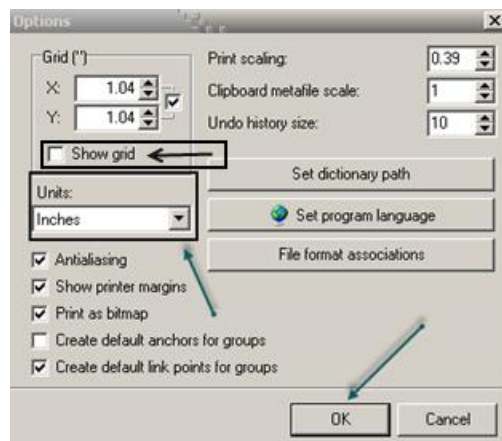 Options
Grid (")
X: 1.04
Y: 1.04
Show grid
Units:
Inches
Antialiasing
Show printer margins
Print as bitmap
Create default anchors for groups
Create default link points for groups
Print scaling: 0.39
Clipboard metafile scale: 1
Undo history size: 10
Set dictionary path
Set program language
File format associations
OK Cancel